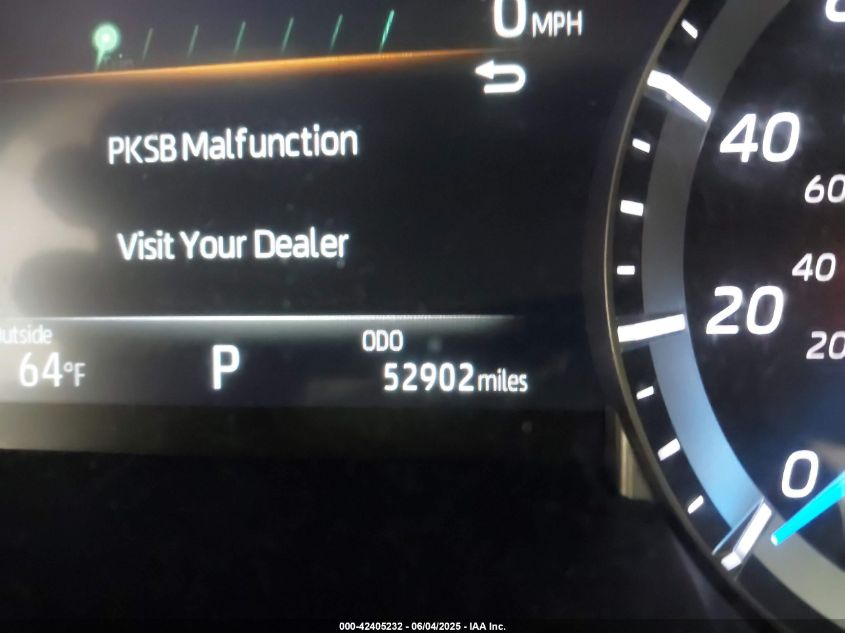 0 MPH
PKSB Malfunction
Visit Your Dealer
Outside
64°F
P
ODO
52902 miles
40
60
40
20
20
0
000-42405232 - 06/04/2025 - IAA Inc.